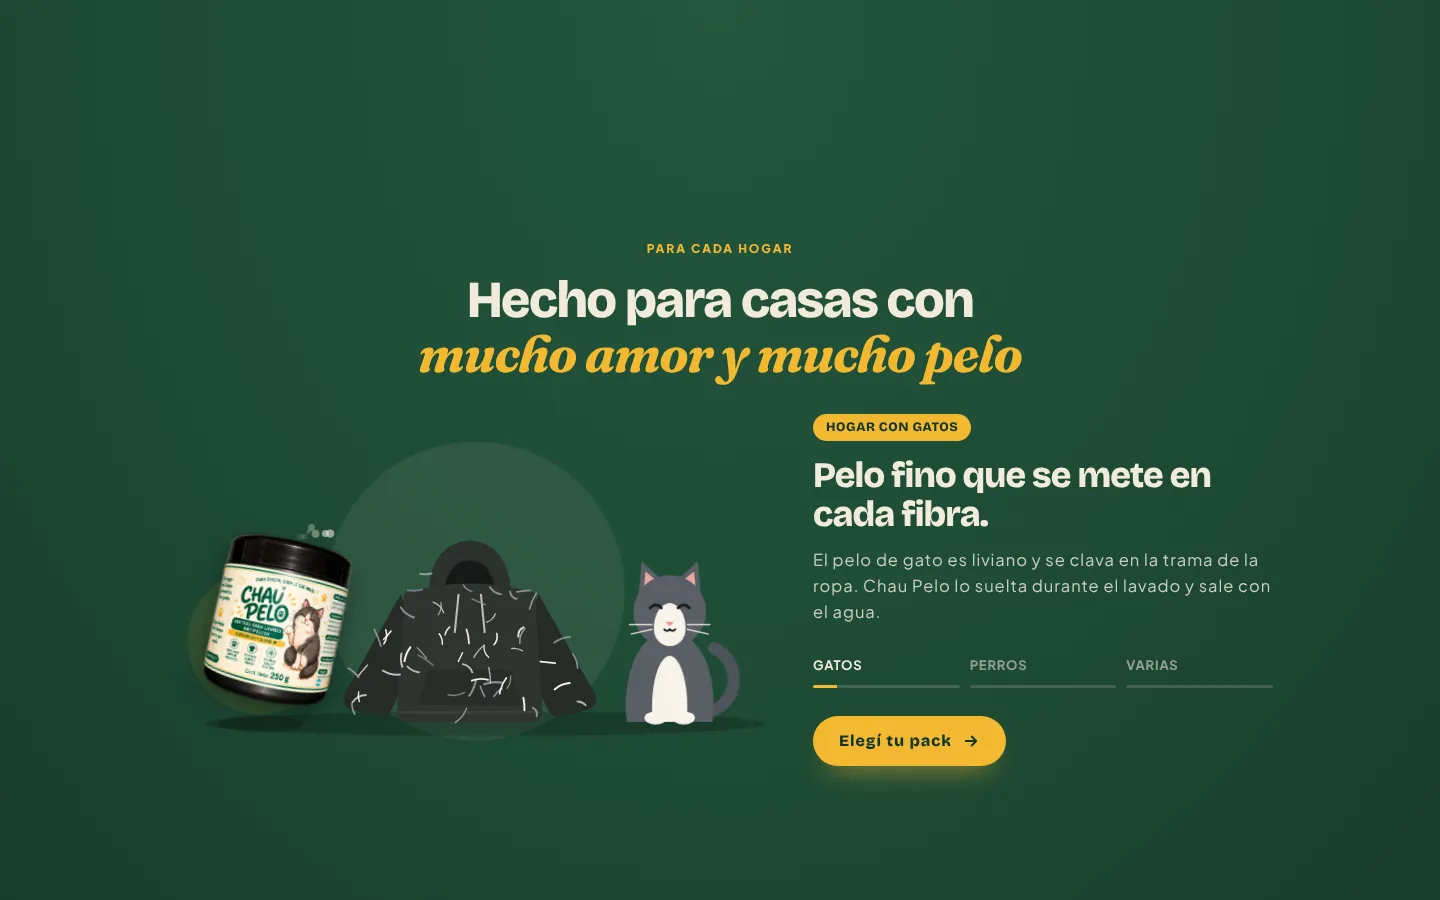 PARA CADA HOGAR
Hecho para casas con
mucho amor y mucho pelo
HOGAR CON GATOS
Pelo fino que se mete en
cada fibra.
El pelo de gato es liviano y se clava en la trama de la
ropa. Chau Pelo lo suelta durante el lavado y sale con
el agua.
GATOS
PERROS
VARIAS
Elegí tu pack →
CHAU
PELO
Cont. Neto: 250 g